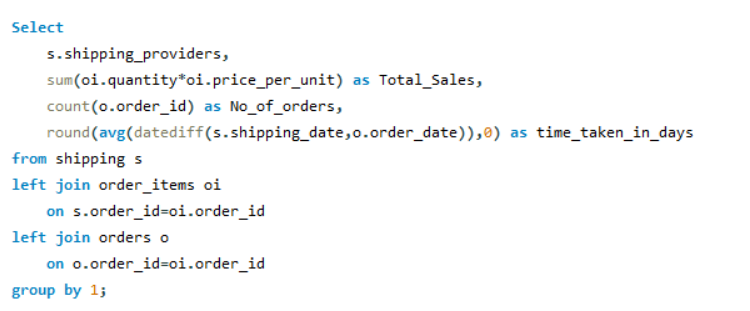 Select
s.shipping_providers,
sum(oi.quantity*oi.price_per_unit) as Total_Sales,
count(o.order_id) as No_of_orders,
round(avg(datediff(s.shipping_date,o.order_date)),0) as time_taken_in_days
from shipping s
left join order_items oi
on s.order_id=oi.order_id
left join orders o
on o.order_id=oi.order_id
group by 1;